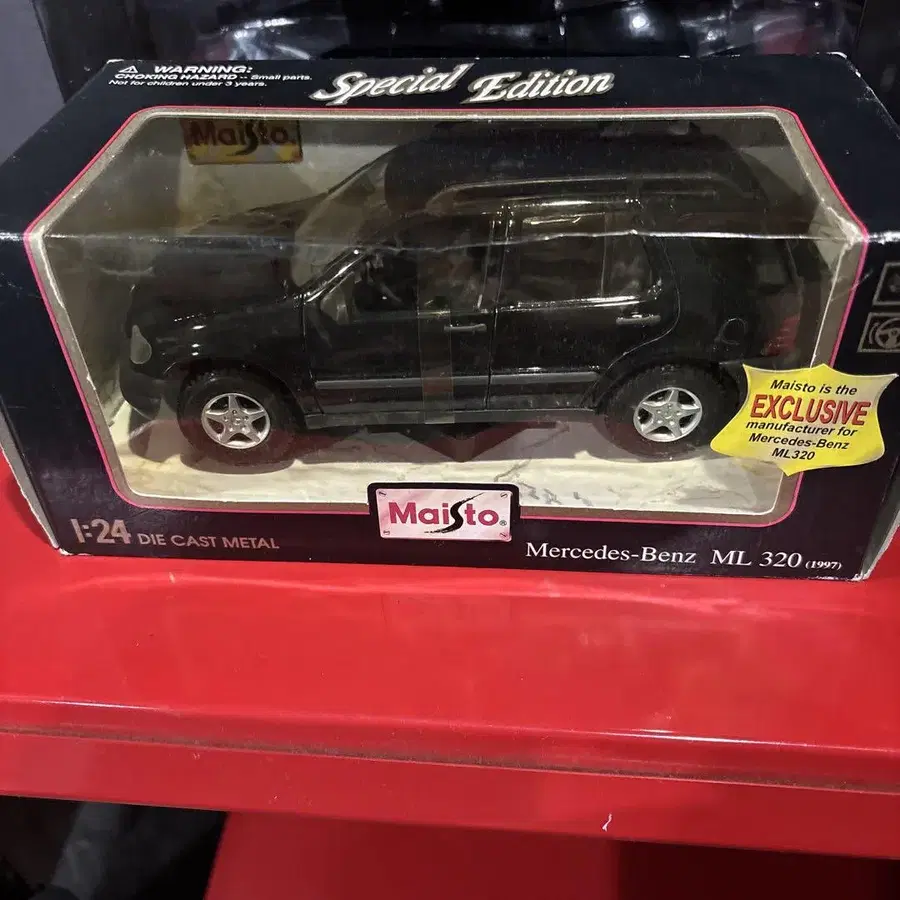 ⚠ WARNING:
CHOKING HAZARD -- Small parts.
Not for children under 3 years.
Special Edition
Maisto
Maisto is the
EXCLUSIVE
manufacturer for
Mercedes-Benz
ML320
Maisto®
1:24 DIE CAST METAL
Mercedes-Benz ML 320 (1997)